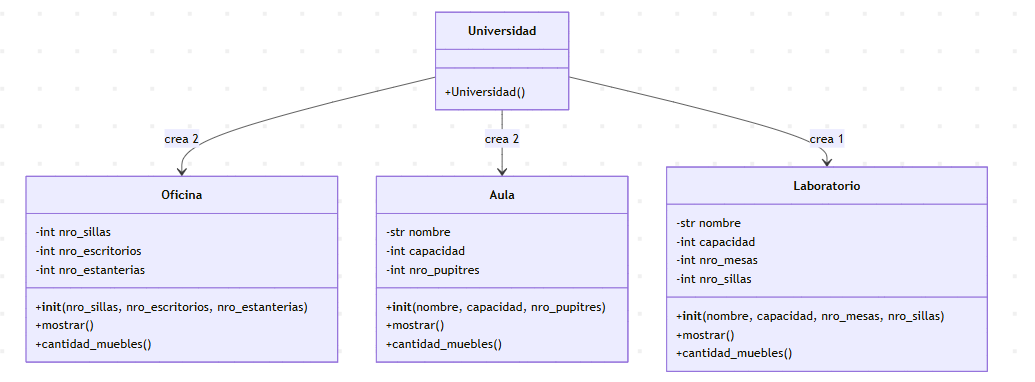 Universidad
+Universidad()
crea 2
crea 2
crea 1
Oficina
-int nro_sillas
-int nro_escritorios
-int nro_estanterias
+init(nro_sillas, nro_escritorios, nro_estanterias)
+mostrar()
+cantidad_muebles()
Aula
-str nombre
-int capacidad
-int nro_pupitres
+init(nombre, capacidad, nro_pupitres)
+mostrar()
+cantidad_muebles()
Laboratorio
-str nombre
-int capacidad
-int nro_mesas
-int nro_sillas
+init(nombre, capacidad, nro_mesas, nro_sillas)
+mostrar()
+cantidad_muebles()